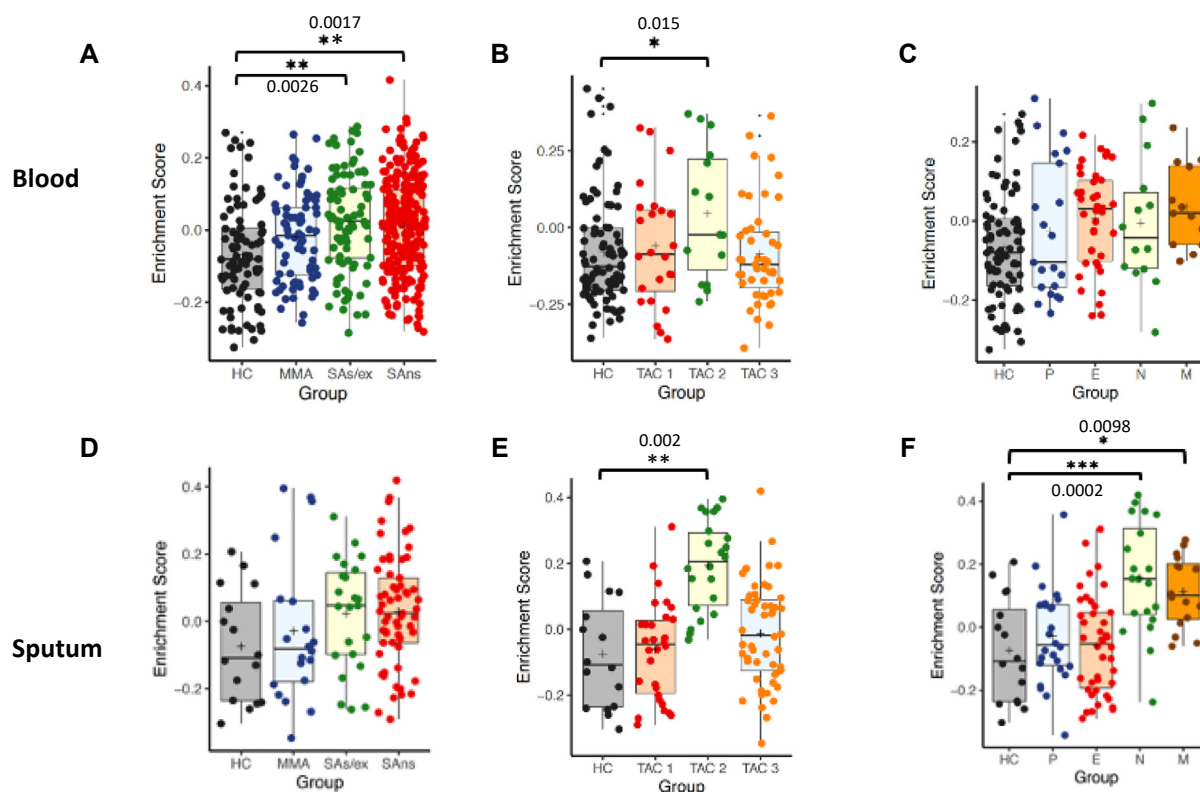 Blood
A
0.0017
**
**
0.0026
Enrichment Score
0.4
0.2
0.0
−0.2
HC MMA SAs/ex SAns
Group
B
0.015
*
Enrichment Score
0.25
0.00
−0.25
HC TAC 1 TAC 2 TAC 3
Group
C
Enrichment Score
0.2
0.0
−0.2
HC P E N M
Group
Sputum
D
Enrichment Score
0.4
0.2
0.0
−0.2
HC MMA SAs/ex SAns
Group
E
0.002
**
Enrichment Score
0.4
0.2
0.0
−0.2
HC TAC 1 TAC 2 TAC 3
Group
F
0.0098
*
***
0.0002
Enrichment Score
0.4
0.2
0.0
−0.2
HC P E N M
Group